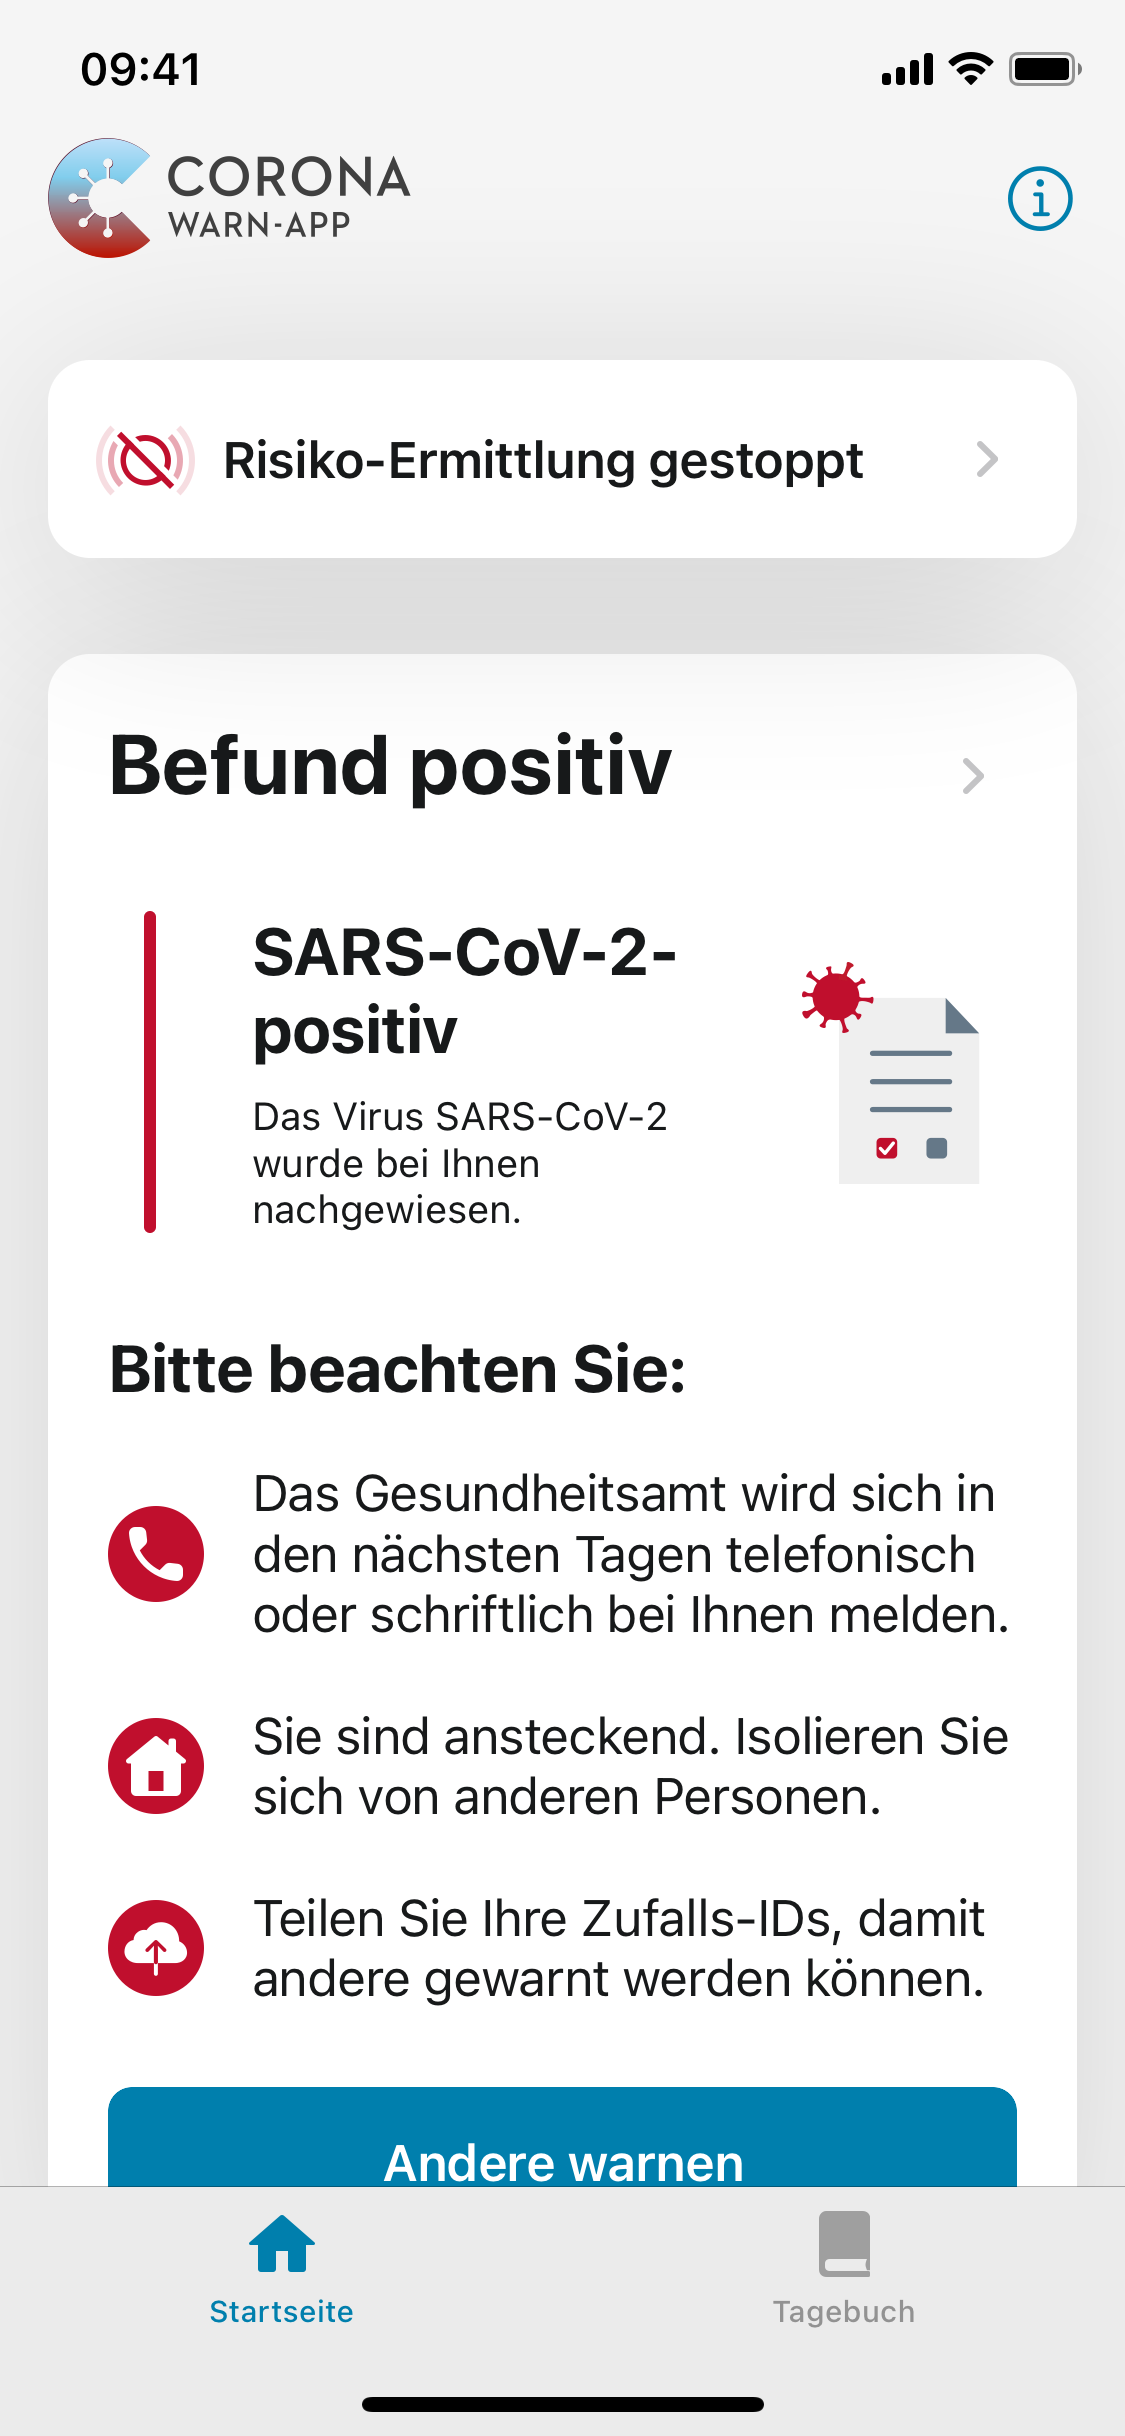 09:41
CORONA
WARN-APP
Risiko-Ermittlung gestoppt
Befund positiv
SARS-CoV-2-
positiv
Das Virus SARS-CoV-2
wurde bei Ihnen
nachgewiesen.
Bitte beachten Sie:
Das Gesundheitsamt wird sich in
den nächsten Tagen telefonisch
oder schriftlich bei Ihnen melden.
Sie sind ansteckend. Isolieren Sie
sich von anderen Personen.
Teilen Sie Ihre Zufalls-IDs, damit
andere gewarnt werden können.
Andere warnen
Startseite
Tagebuch